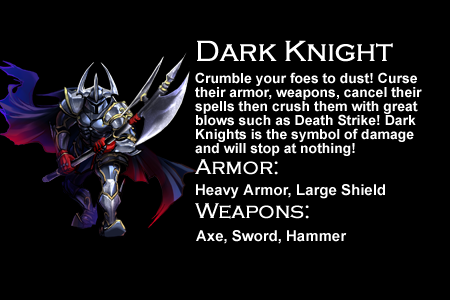 Dark Knight
Crumble your foes to dust! Curse
their armor, weapons, cancel their
spells then crush them with great
blows such as Death Strike! Dark
Knights is the symbol of damage
and will stop at nothing!
Armor:
Heavy Armor, Large Shield
Weapons:
Axe, Sword, Hammer